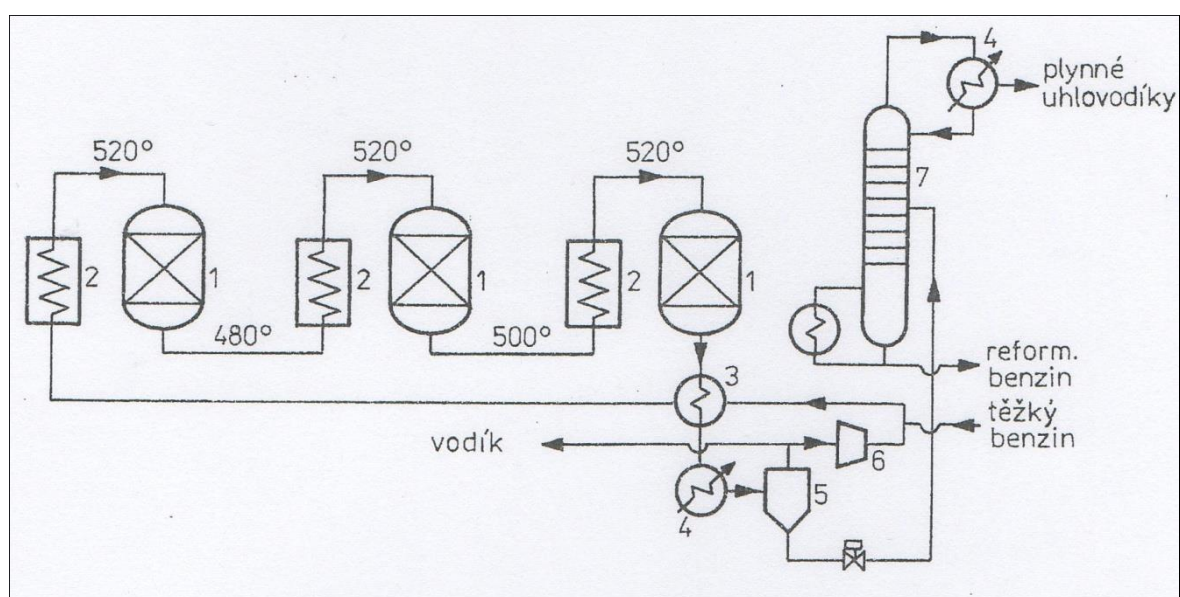 4
plynné
uhlovodíky
520°
520°
520°
7
2
1
2
1
2
1
480°
500°
reform.
benzin
3
těžký
benzin
vodík
6
5
4